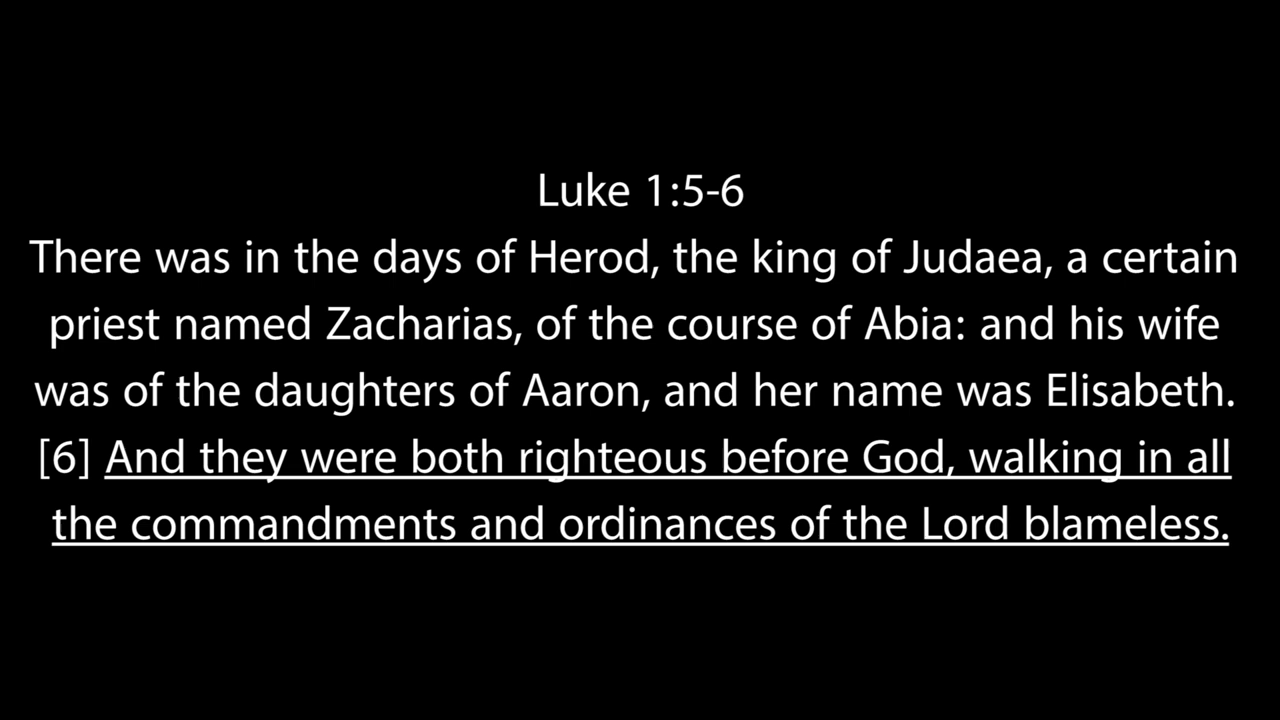 Luke 1:5-6
There was in the days of Herod, the king of Judaea, a certain
priest named Zacharias, of the course of Abia: and his wife
was of the daughters of Aaron, and her name was Elisabeth.
[6] And they were both righteous before God, walking in all
the commandments and ordinances of the Lord blameless.